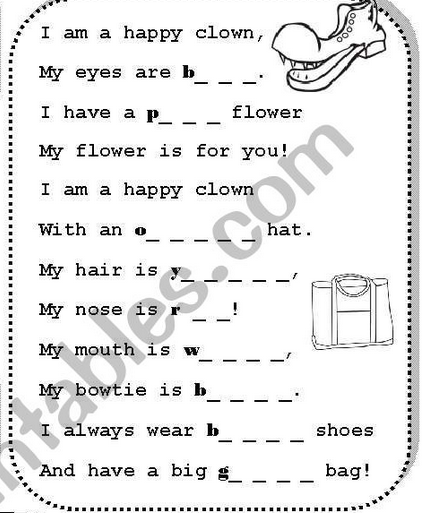 I am a happy clown,
My eyes are b_ _ _.
I have a p_ _ _ flower
My flower is for you!
I am a happy clown
With an o_ _ _ _ _ hat.
My hair is y_ _ _ _ _,
My nose is r _ _!
My mouth is w_ _ _ _,
My bowtie is b_ _ _ _.
I always wear b_ _ _ _ shoes
And have a big g_ _ _ _ bag!
ntables.com